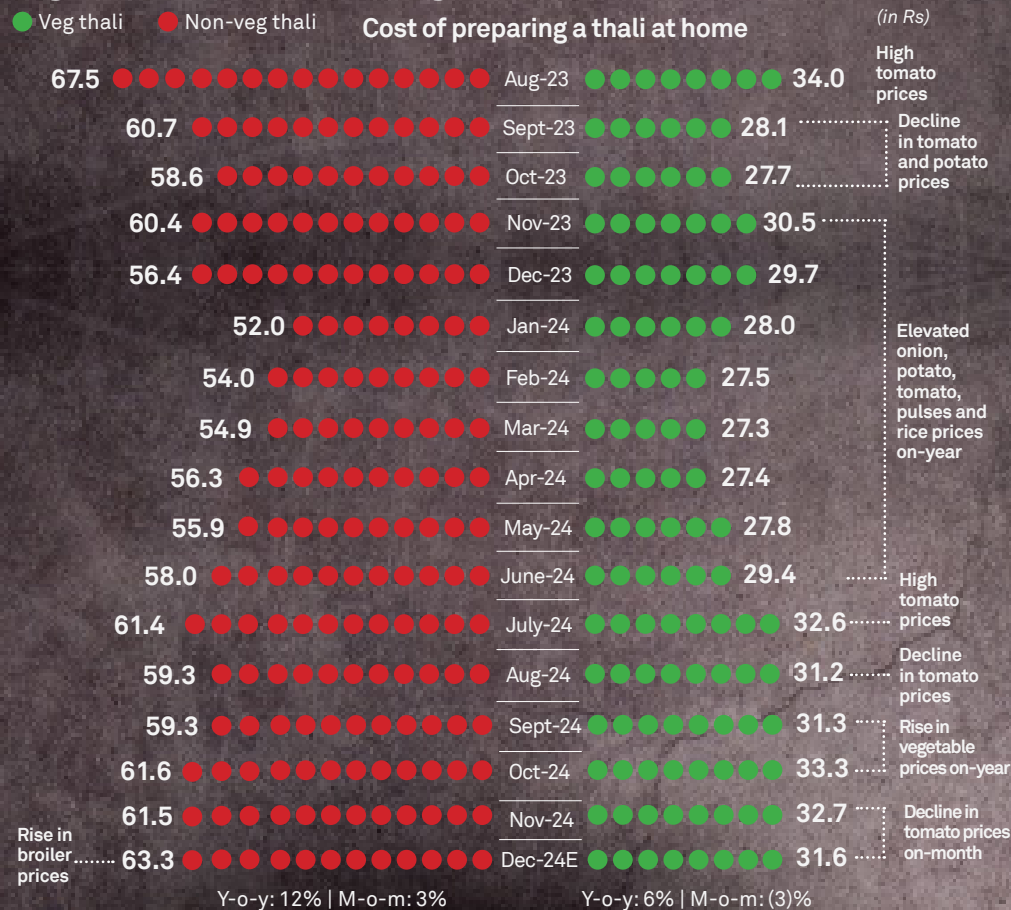 Veg thali Non-veg thali
Cost of preparing a thali at home
(in Rs)
67.5 Aug-23 34.0
High
tomato
prices
60.7 Sept-23 28.1
58.6 Oct-23 27.7
Decline
in tomato
and potato
prices
60.4 Nov-23 30.5
56.4 Dec-23 29.7
52.0 Jan-24 28.0
54.0 Feb-24 27.5
54.9 Mar-24 27.3
56.3 Apr-24 27.4
55.9 May-24 27.8
58.0 June-24 29.4
Elevated
onion,
potato,
tomato,
pulses and
rice prices
on-year
61.4 July-24 32.6
High
tomato
prices
59.3 Aug-24 31.2
Decline
in tomato
prices
59.3 Sept-24 31.3
61.6 Oct-24 33.3
Rise in
vegetable
prices on-year
61.5 Nov-24 32.7
Rise in
broiler
prices
63.3 Dec-24E 31.6
Decline in
tomato prices
on-month
Y-o-y: 12% | M-o-m: 3%
Y-o-y: 6% | M-o-m: (3)%